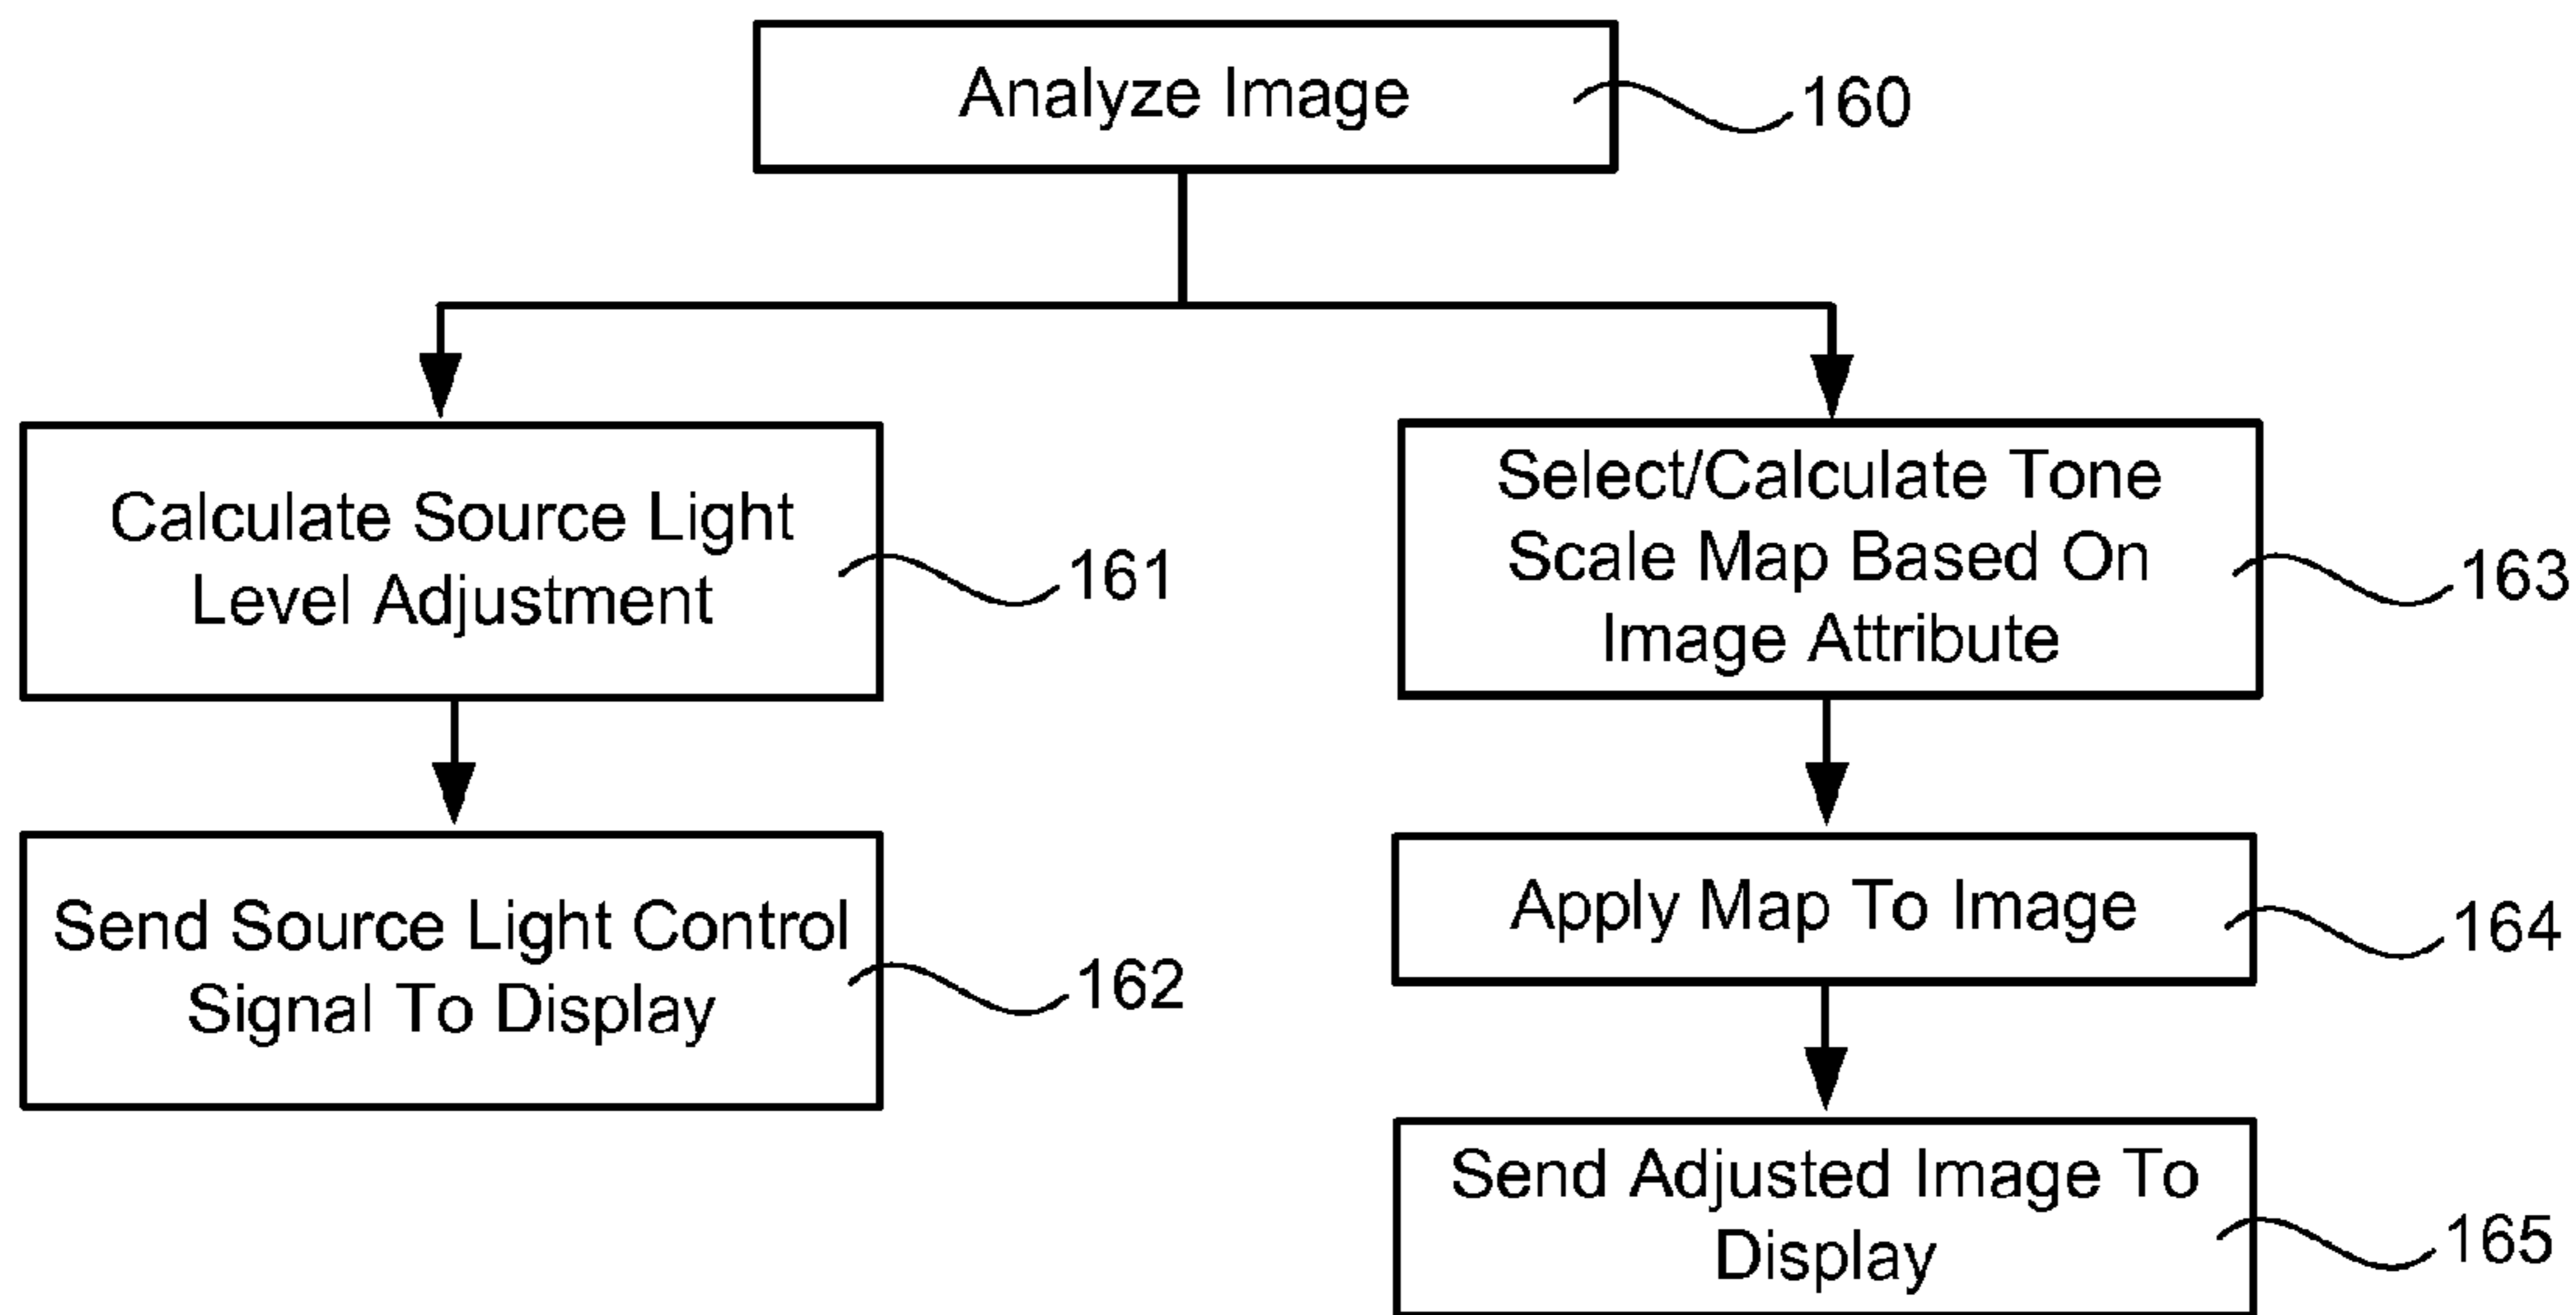 Analyze Image
160
Calculate Source Light
Level Adjustment
161
Select/Calculate Tone
Scale Map Based On
Image Attribute
163
Send Source Light Control
Signal To Display
162
Apply Map To Image
164
Send Adjusted Image To
Display
165